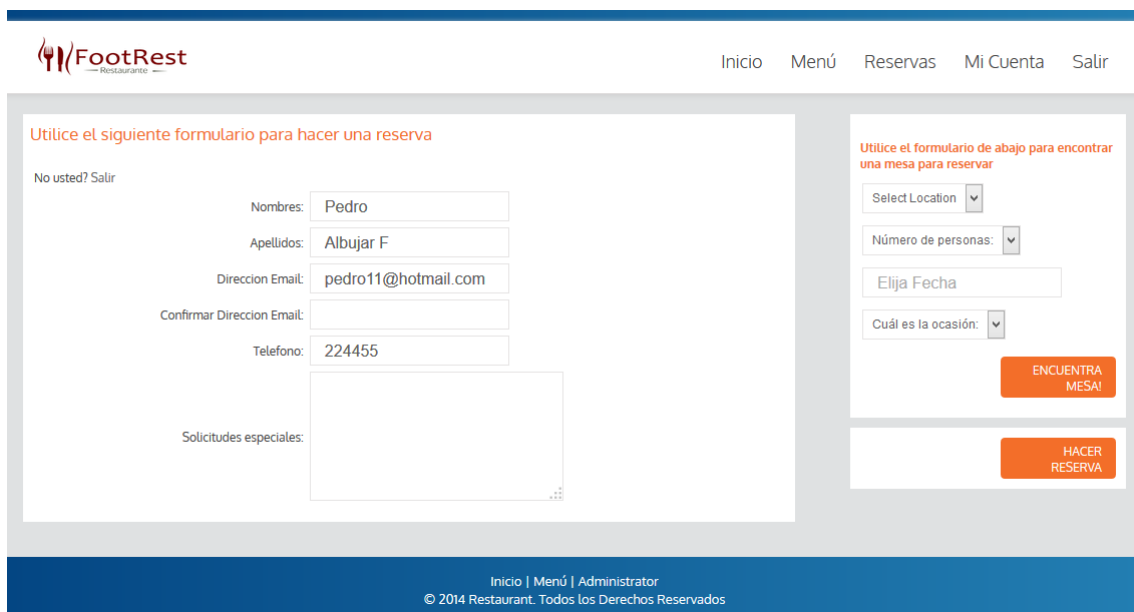 FootRest
Restaurante
Inicio Menú Reservas Mi Cuenta Salir
Utilice el siguiente formulario para hacer una reserva
No usted? Salir
Nombres: Pedro
Apellidos: Albujar F
Direccion Email: pedro11@hotmail.com
Confirmar Direccion Email:
Telefono: 224455
Solicitudes especiales:
Utilice el formulario de abajo para encontrar
una mesa para reservar
Select Location
Número de personas:
Elija Fecha
Cuál es la ocasión:
ENCUENTRA
MESA!
HACER
RESERVA
Inicio | Menú | Administrator
© 2014 Restaurant. Todos los Derechos Reservados